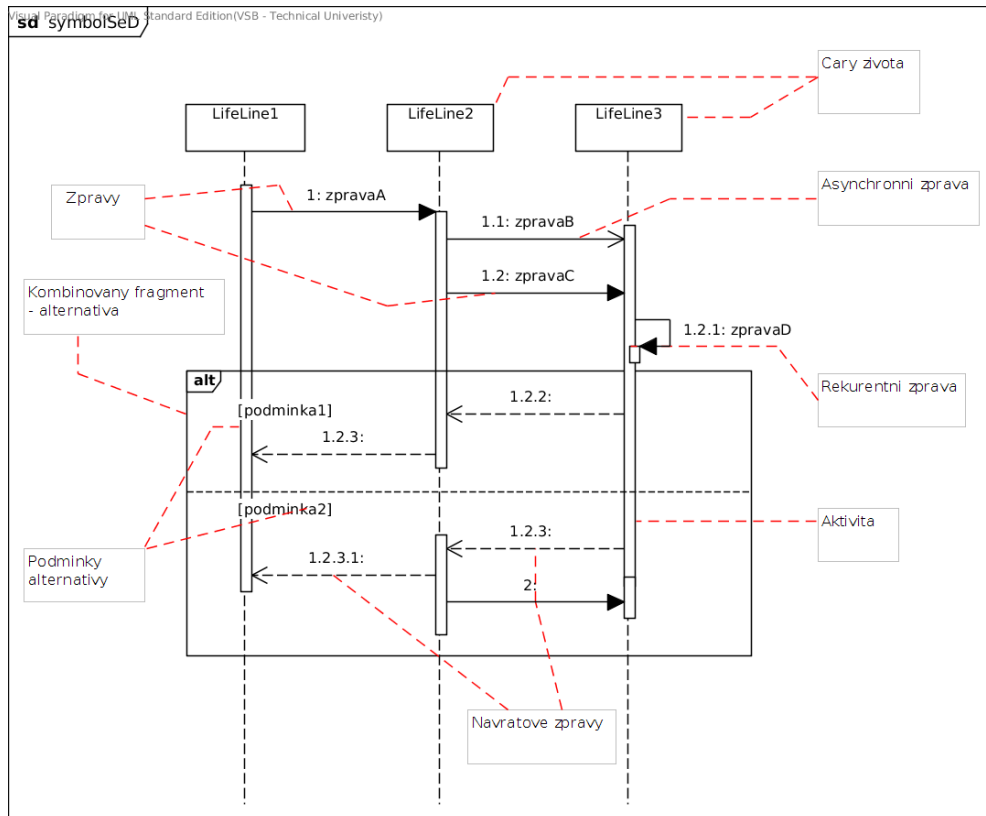 Visual Paradigm for UML Standard Edition(VSB - Technical Univeristy)
sd symbolSeD
Cary zivota
LifeLine1
LifeLine2
LifeLine3
Zpravy
1: zpravaA
Asynchronni zprava
1.1: zpravaB
1.2: zpravaC
Kombinovany fragment
- alternativa
1.2.1: zpravaD
alt
Rekurentni zprava
[podminka1]
1.2.2:
1.2.3:
[podminka2]
Aktivita
1.2.3:
Podminky
alternativy
1.2.3.1:
2:
Navratove zpravy